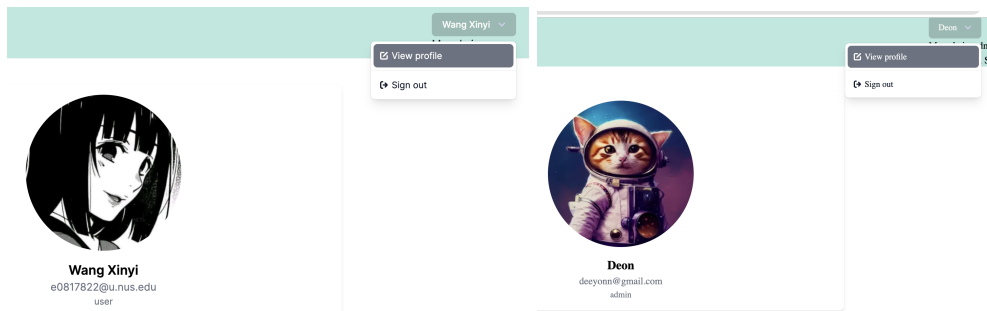 Wang Xinyi
View profile
Sign out
Wang Xinyi
e0817822@u.nus.edu
user
Deon
View profile
Sign out
Deon
deeyonn@gmail.com
admin